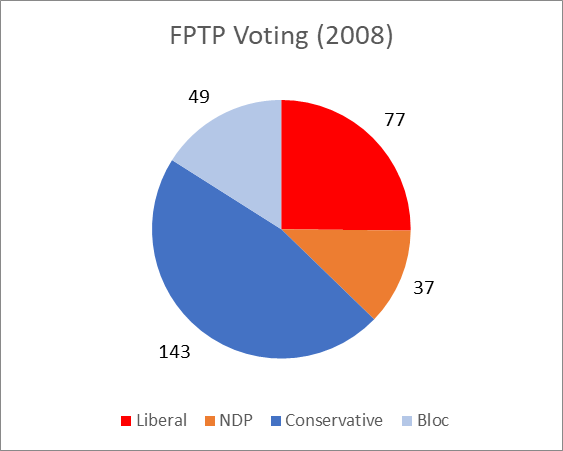 FPTP Voting (2008)
49
77
37
143
Liberal NDP Conservative Bloc